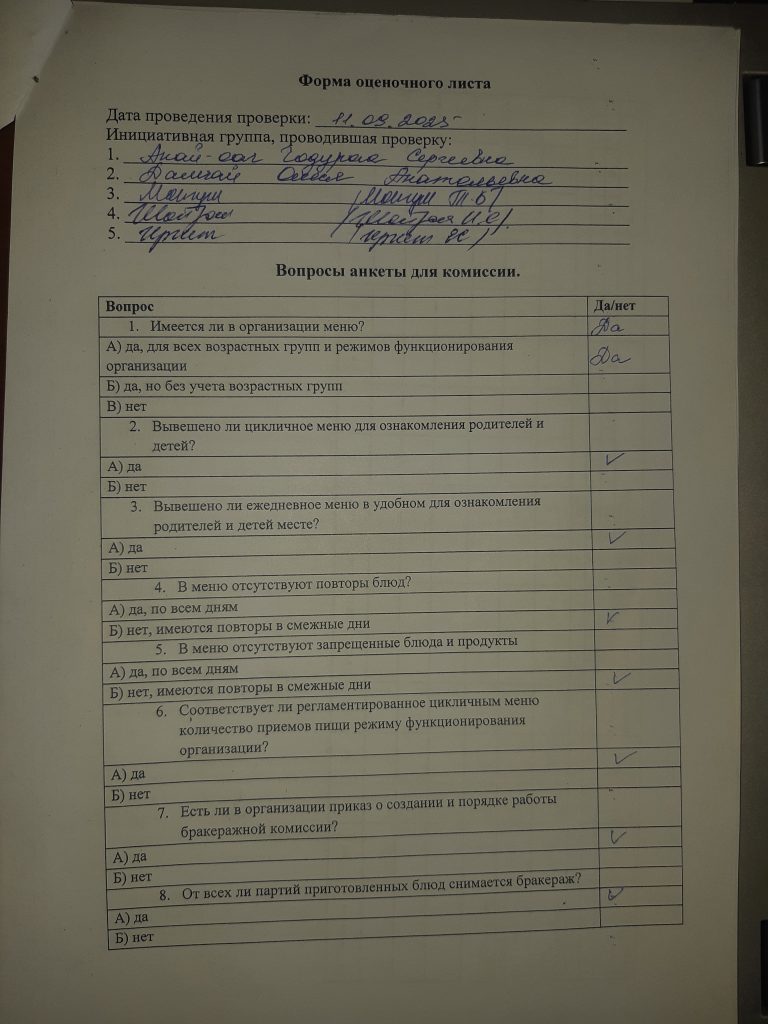 Форма оценочного листа
Дата проведения проверки: 11.09.2025
Инициативная группа, проводившая проверку:
1. Анай-оол Чодураа Сергеевна
2. Анатольевна
3. Монгуш (Монгуш Т.Б)
4.
5.
Вопросы анкеты для комиссии.
Вопрос Да/нет
1. Имеется ли в организации меню? Да
А) да, для всех возрастных групп и режимов функционирования
организации Да
Б) да, но без учета возрастных групп
В) нет
2. Вывешено ли цикличное меню для ознакомления родителей и
детей?
А) да ✓
Б) нет
3. Вывешено ли ежедневное меню в удобном для ознакомления
родителей и детей месте?
А) да ✓
Б) нет
4. В меню отсутствуют повторы блюд?
А) да, по всем дням
Б) нет, имеются повторы в смежные дни ✓
5. В меню отсутствуют запрещенные блюда и продукты
А) да, по всем дням
Б) нет, имеются повторы в смежные дни ✓
6. Соответствует ли регламентированное цикличным меню
количество приемов пищи режиму функционирования
организации?
А) да ✓
Б) нет
7. Есть ли в организации приказ о создании и порядке работы
бракеражной комиссии?
А) да ✓
Б) нет
8. От всех ли партий приготовленных блюд снимается бракераж? ✓
А) да
Б) нет